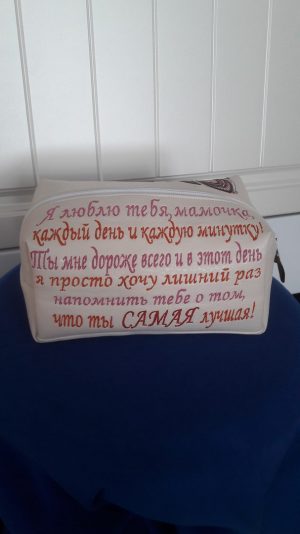 Я люблю тебя, мамочка,
каждый день и каждую минутку!
Ты мне дороже всего и в этот день
я просто хочу лишний раз
напомнить тебе о том,
что ты САМАЯ лучшая!